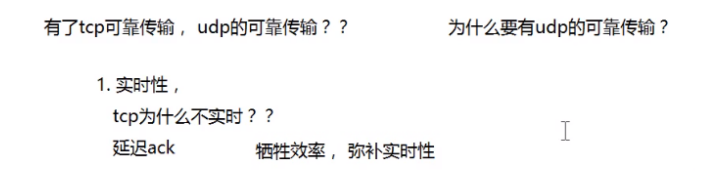 有了tcp可靠传输，udp的可靠传输？？ 为什么要有udp的可靠传输？
1. 实时性，
tcp为什么不实时？？
延迟ack 牺牲效率，弥补实时性